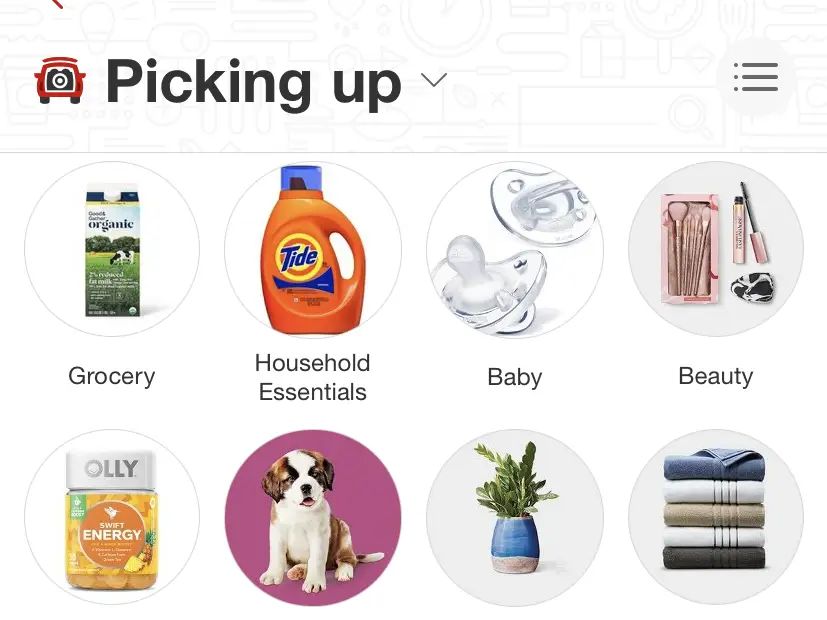 Picking up
Good&
Gather
organic
2% reduced
fat milk
Tide
Grocery
Household
Essentials
Baby
Beauty
OLLY
SWIFT
ENERGY